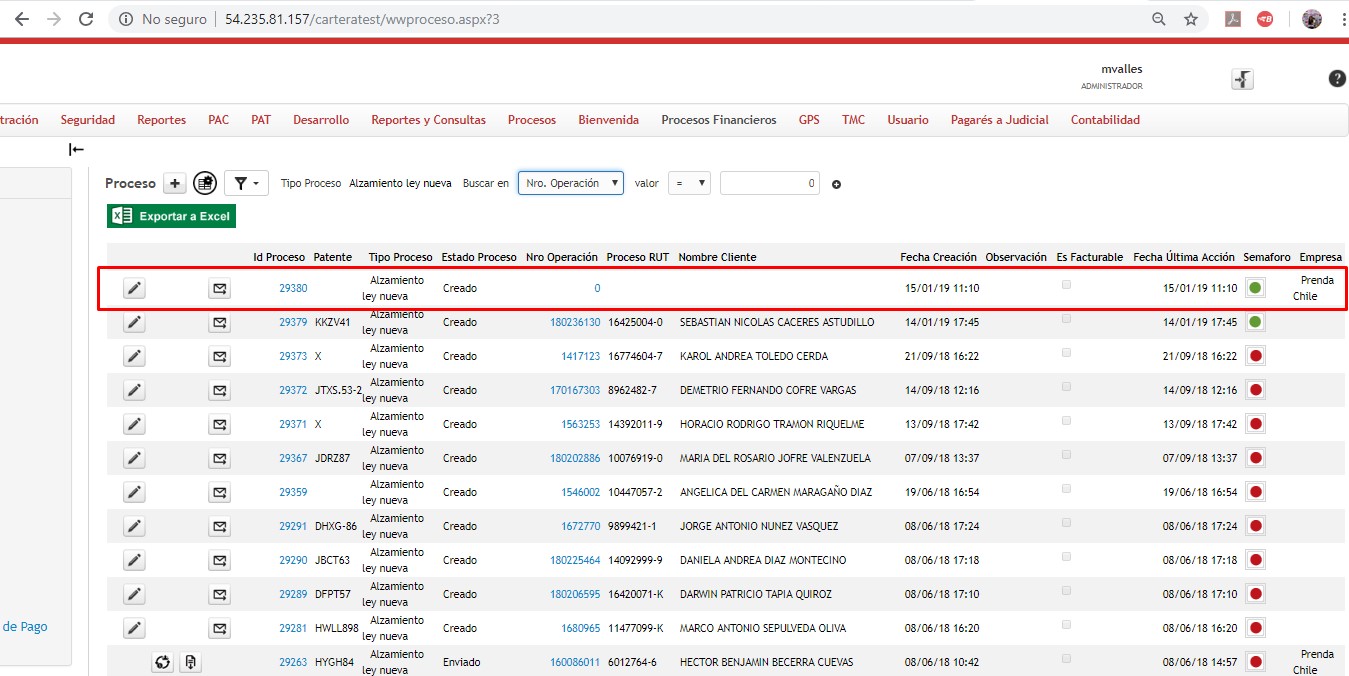 No seguro | 54.235.81.157/carteratest/wwproceso.aspx?3
mvalles
ADMINISTRADOR
tración Seguridad Reportes PAC PAT Desarrollo Reportes y Consultas Procesos Bienvenida Procesos Financieros GPS TMC Usuario Pagarés a Judicial Contabilidad
Proceso Tipo Proceso Alzamiento ley nueva Buscar en Nro. Operación valor = 0
Exportar a Excel
Id Proceso Patente Tipo Proceso Estado Proceso Nro Operación Proceso RUT Nombre Cliente Fecha Creación Observación Es Facturable Fecha Última Acción Semaforo Empresa
29380 Alzamiento ley nueva Creado 0 15/01/19 11:10 15/01/19 11:10 Prenda Chile
29379 KKZV41 Alzamiento ley nueva Creado 180236130 16425004-0 SEBASTIAN NICOLAS CACERES ASTUDILLO 14/01/19 17:45 14/01/19 17:45
29373 X Alzamiento ley nueva Creado 1417123 16774604-7 KAROL ANDREA TOLEDO CERDA 21/09/18 16:22 21/09/18 16:22
29372 JTXS.53-2 Alzamiento ley nueva Creado 170167303 8962482-7 DEMETRIO FERNANDO COFRE VARGAS 14/09/18 12:16 14/09/18 12:16
29371 X Alzamiento ley nueva Creado 1563253 14392011-9 HORACIO RODRIGO TRAMON RIQUELME 13/09/18 17:42 13/09/18 17:42
29367 JDRZ87 Alzamiento ley nueva Creado 180202886 10076919-0 MARIA DEL ROSARIO JOFRE VALENZUELA 07/09/18 13:37 07/09/18 13:37
29359 Alzamiento ley nueva Creado 1546002 10447057-2 ANGELICA DEL CARMEN MARAGAÑO DIAZ 19/06/18 16:54 19/06/18 16:54
29291 DHXG-86 Alzamiento ley nueva Creado 1672770 9899421-1 JORGE ANTONIO NUNEZ VASQUEZ 08/06/18 17:24 08/06/18 17:24
29290 JBCT63 Alzamiento ley nueva Creado 180225464 14092999-9 DANIELA ANDREA DIAZ MONTECINO 08/06/18 17:18 08/06/18 17:18
29289 DFPT57 Alzamiento ley nueva Creado 180206595 16420071-K DARWIN PATRICIO TAPIA QUIROZ 08/06/18 17:10 08/06/18 17:10
29281 HWLL898 Alzamiento ley nueva Creado 1680965 11477099-K MARCO ANTONIO SEPULVEDA OLIVA 08/06/18 16:20 08/06/18 16:20
de Pago
29263 HYGH84 Alzamiento ley nueva Enviado 160086011 6012764-6 HECTOR BENJAMIN BECERRA CUEVAS 08/06/18 10:42 08/06/18 14:57 Prenda Chile